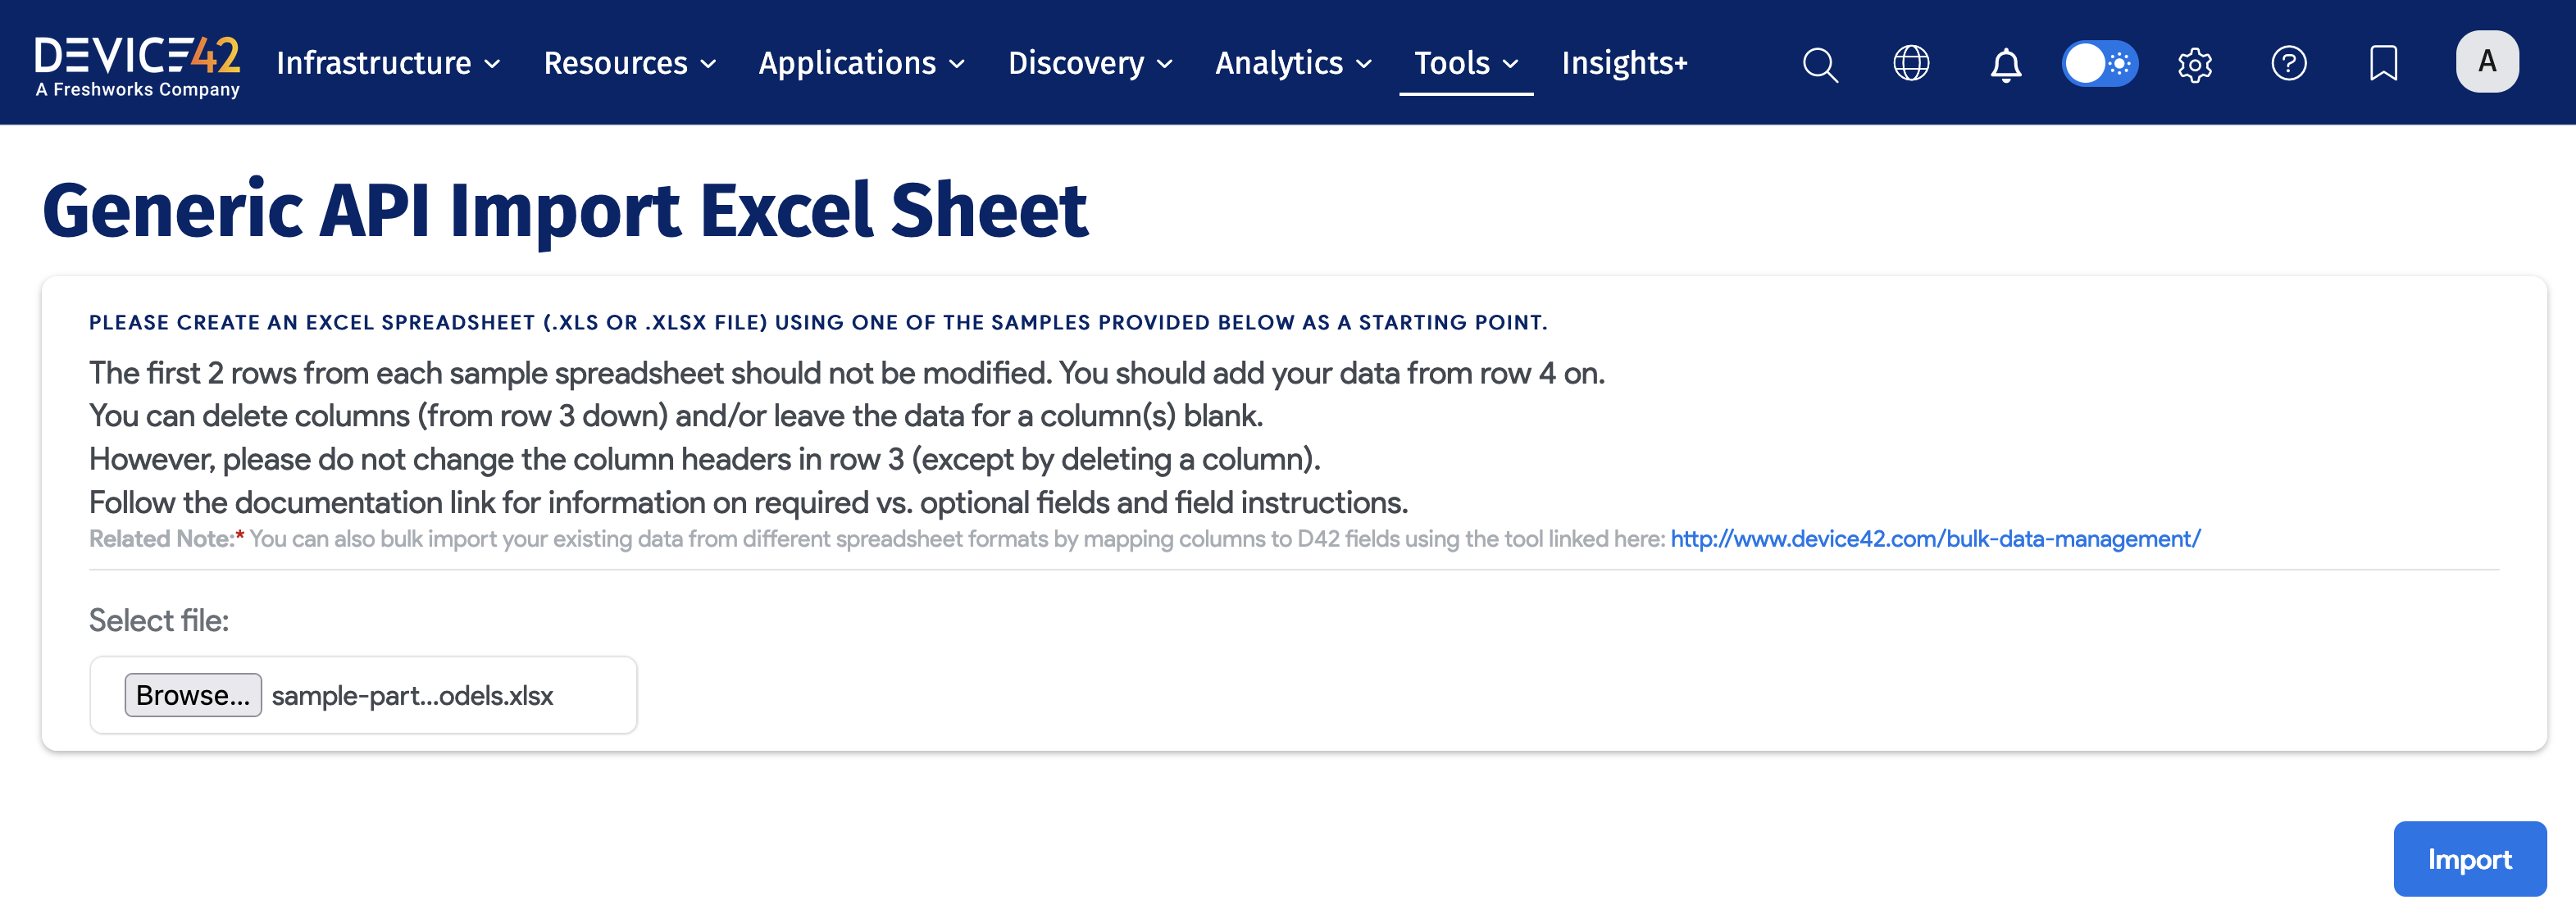 DEVICE42
A Freshworks Company
Infrastructure
Resources
Applications
Discovery
Analytics
Tools
Insights+
A
Generic API Import Excel Sheet
PLEASE CREATE AN EXCEL SPREADSHEET (.XLS OR .XLSX FILE) USING ONE OF THE SAMPLES PROVIDED BELOW AS A STARTING POINT.
The first 2 rows from each sample spreadsheet should not be modified. You should add your data from row 4 on.
You can delete columns (from row 3 down) and/or leave the data for a column(s) blank.
However, please do not change the column headers in row 3 (except by deleting a column).
Follow the documentation link for information on required vs. optional fields and field instructions.
Related Note:* You can also bulk import your existing data from different spreadsheet formats by mapping columns to D42 fields using the tool linked here: http://www.device42.com/bulk-data-management/
Select file:
Browse... sample-part...odels.xlsx
Import